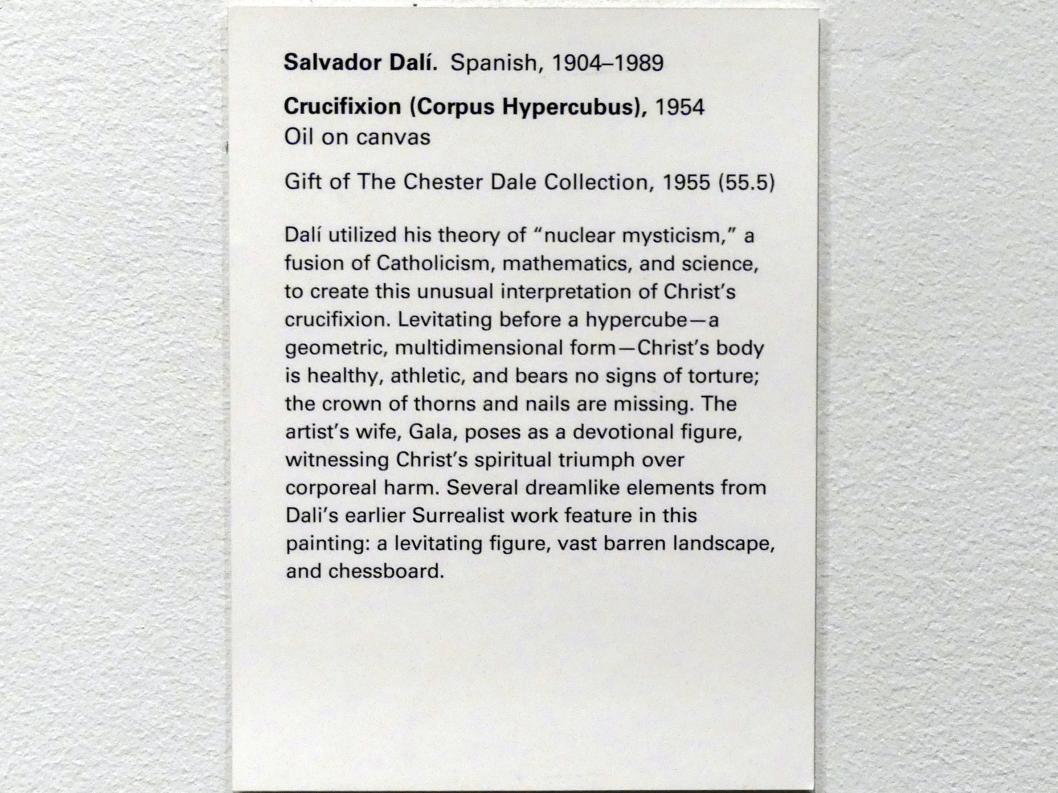 Salvador Dalí. Spanish, 1904–1989
Crucifixion (Corpus Hypercubus), 1954
Oil on canvas
Gift of The Chester Dale Collection, 1955 (55.5)
Dalí utilized his theory of “nuclear mysticism,” a
fusion of Catholicism, mathematics, and science,
to create this unusual interpretation of Christ’s
crucifixion. Levitating before a hypercube—a
geometric, multidimensional form—Christ’s body
is healthy, athletic, and bears no signs of torture;
the crown of thorns and nails are missing. The
artist’s wife, Gala, poses as a devotional figure,
witnessing Christ’s spiritual triumph over
corporeal harm. Several dreamlike elements from
Dali’s earlier Surrealist work feature in this
painting: a levitating figure, vast barren landscape,
and chessboard.